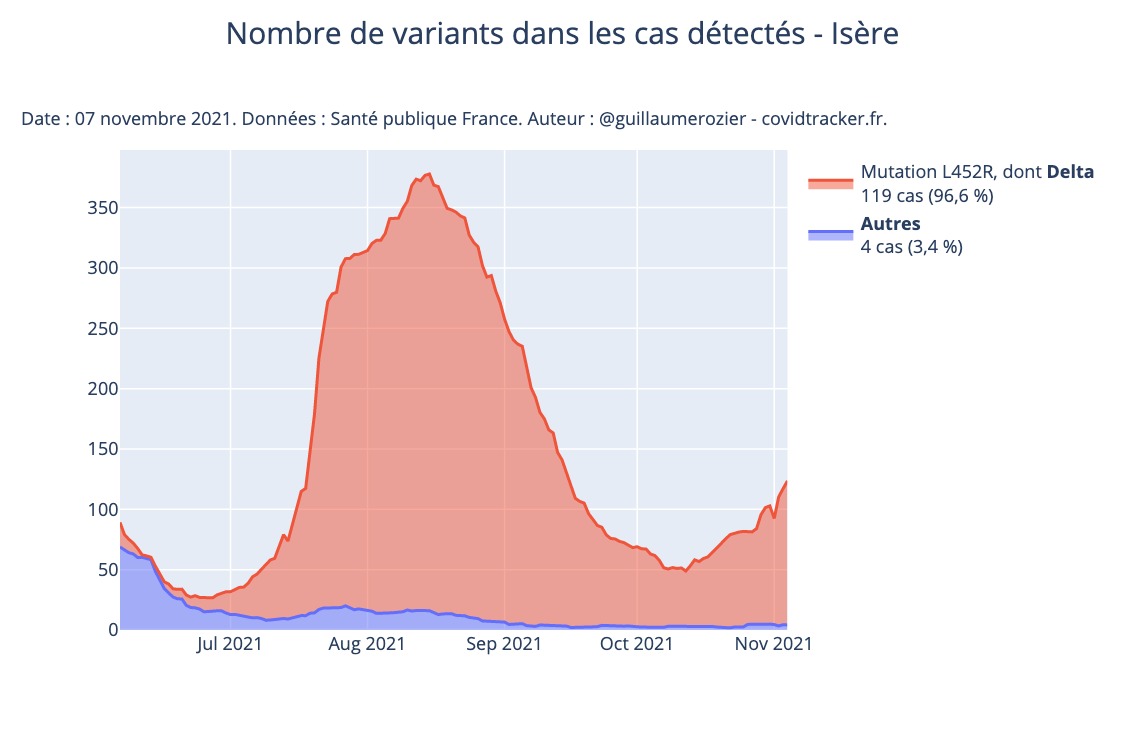 Nombre de variants dans les cas détectés - Isère
Date : 07 novembre 2021. Données : Santé publique France. Auteur : @guillaumerozier - covidtracker.fr.
Mutation L452R, dont Delta
119 cas (96,6 %)
Autres
4 cas (3,4 %)
350
300
250
200
150
100
50
0
Jul 2021
Aug 2021
Sep 2021
Oct 2021
Nov 2021